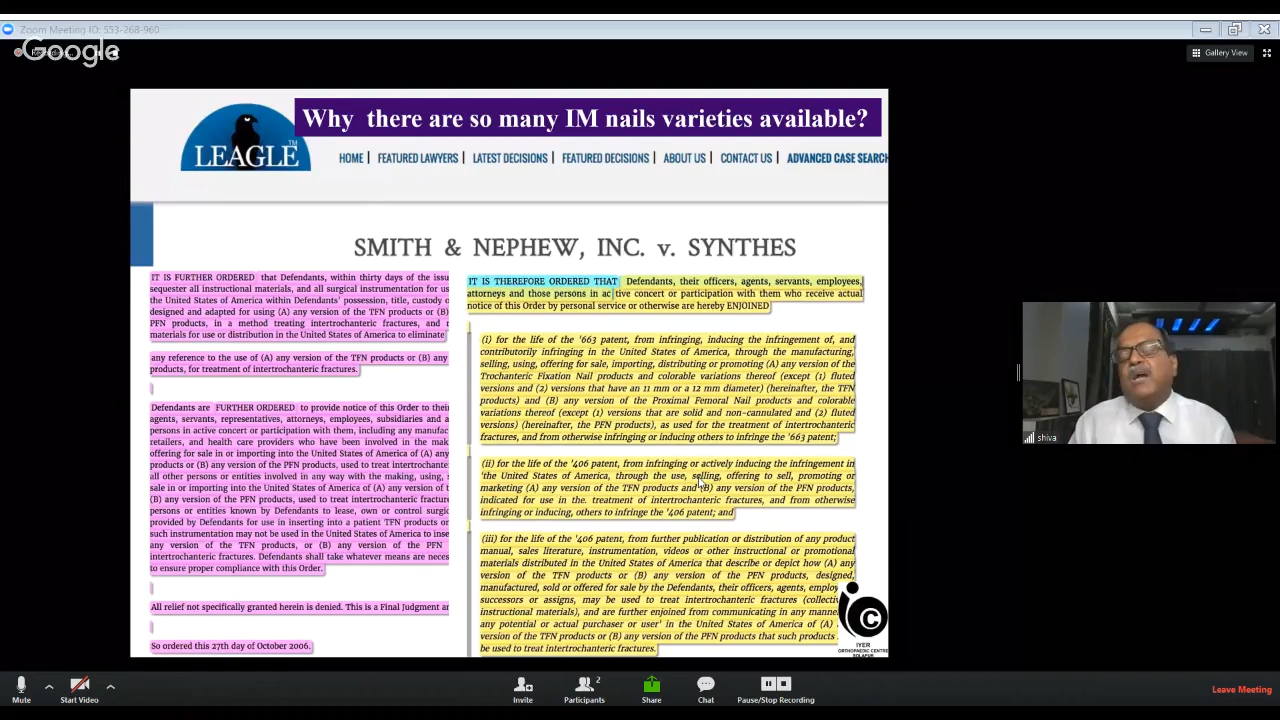 Zoom Meeting ID: 553-268-960
Google
Gallery View
Why there are so many IM nails varieties available?
LEAGLE
TM
HOME | FEATURED LAWYERS | LATEST DECISIONS | FEATURED DECISIONS | ABOUT US | CONTACT US | ADVANCED CASE SEARCH
SMITH & NEPHEW, INC. v. SYNTHES
IT IS FURTHER ORDERED that Defendants, within thirty days of the issu
sequester all instructional materials, and all surgical instrumentation for us
the United States of America within Defendants' possession, title, custody o
designed and adapted for using (A) any version of the TFN products or (B)
PFN products, in a method treating intertrochanteric fractures, and r
materials for use or distribution in the United States of America to eliminate
any reference to the use of (A) any version of the TFN products or (B) any
products, for treatment of intertrochanteric fractures.
Defendants are FURTHER ORDERED to provide notice of this Order to their
agents, servants, representatives, attorneys, employees, subsidiaries and a
persons in active concert or participation with them, including any manufac
retailers, and health care providers who have been involved in the mak
offering for sale in or importing into the United States of America of (A) any
products or (B) any version of the PFN products, used to treat intertrochante
all other persons or entities involved in any way with the making, using, s
sale in or importing into the United States of America of (A) any version of t
(B) any version of the PFN products, used to treat intertrochanteric fracture
persons or entities known by Defendants to lease, own or control surgic
provided by Defendants for use in inserting into a patient TFN products or
such instrumentation may not be used in the United States of America to inse
any version of the TFN products, or (B) any version of the PFN
intertrochanteric fractures. Defendants shall take whatever means are neces
to ensure proper compliance with this Order.
All relief not specifically granted herein is denied. This is a Final Judgment ar
So ordered this 27th day of October 2006.
IT IS THEREFORE ORDERED THAT Defendants, their officers, agents, servants, employees,
attorneys and those persons in active concert or participation with them who receive actual
notice of this Order by personal service or otherwise are hereby ENJOINED
(i) for the life of the '663 patent, from infringing, inducing the infringement of, and
contributorily infringing in the United States of America, through the manufacturing,
selling, using, offering for sale, importing, distributing or promoting (A) any version of the
Trochanteric Fixation Nail products and colorable variations thereof (except (1) fluted
versions and (2) versions that have an 11 mm or a 12 mm diameter) (hereinafter, the TFN
products) and (B) any version of the Proximal Femoral Nail products and colorable
variations thereof (except (1) versions that are solid and non-cannulated and (2) fluted
versions) (hereinafter, the PFN products), as used for the treatment of intertrochanteric
fractures, and from otherwise infringing or inducing others to infringe the '663 patent;
(ii) for the life of the '406 patent, from infringing or actively inducing the infringement in
'the United States of America, through the use, selling, offering to sell, promoting or
marketing (A) any version of the TFN products and (B) any version of the PFN products,
indicated for use in the. treatment of intertrochanteric fractures, and from otherwise
infringing or inducing, others to infringe the '406 patent; and
(iii) for the life of the '406 patent, from further publication or distribution of any product
manual, sales literature, instrumentation, videos or other instructional or promotional
materials distributed in the United States of America that describe or depict how (A) any
version of the TFN products or (B) any version of the PFN products, designed,
manufactured, sold or offered for sale by the Defendants, their officers, agents, employ
successors or assigns, may be used to treat intertrochanteric fractures (collectiv
instructional materials), and are further enjoined from communicating in any manne
any potential or actual purchaser or user' in the United States of America of (A)
version of the TFN products or (B) any version of the PFN products that such products
be used to treat intertrochanteric fractures.
IYER
ORTHOPAEDIC CENTRE
SOLAPUR
shiva
Mute
Start Video
Invite
Participants
2
Share
Chat
Pause/Stop Recording
Leave Meeting